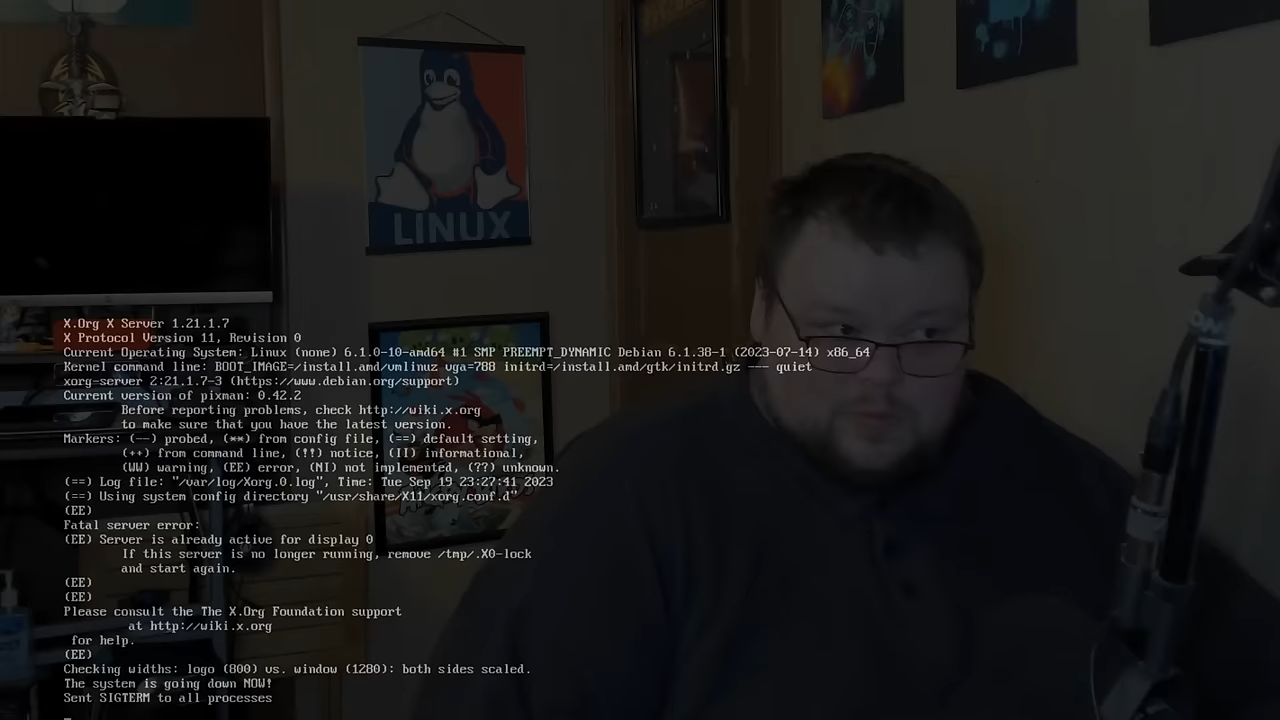 LINUX
X.Org X Server 1.21.1.7
X Protocol Version 11, Revision 0
Current Operating System: Linux (none) 6.1.0-10-amd64 #1 SMP PREEMPT_DYNAMIC Debian 6.1.38-1 (2023-07-14) x86_64
Kernel command line: BOOT_IMAGE=/install.amd/vmlinuz vga=788 initrd=/install.amd/gtk/initrd.gz --- quiet
xorg-server 2:21.1.7-3 (https://www.debian.org/support)
Current version of pixman: 0.42.2
Before reporting problems, check http://wiki.x.org
to make sure that you have the latest version.
Markers: (--) probed, (**) from config file, (==) default setting,
(++) from command line, (!!) notice, (II) informational,
(WW) warning, (EE) error, (NI) not implemented, (??) unknown.
(==) Log file: "/var/log/Xorg.0.log", Time: Tue Sep 19 23:27:41 2023
(==) Using system config directory "/usr/share/X11/xorg.conf.d"
(EE)
Fatal server error:
(EE) Server is already active for display 0
If this server is no longer running, remove /tmp/.X0-lock
and start again.
(EE)
(EE)
Please consult the The X.Org Foundation support
at http://wiki.x.org
for help.
(EE)
Checking widths: logo (800) vs. window (1280): both sides scaled.
The system is going down NOW!
Sent SIGTERM to all processes